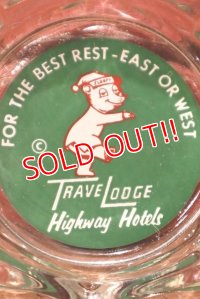 FOR THE BEST REST-EAST OR WEST
©
SOLD OUT!!
TRAVELODGE
Highway Hotels